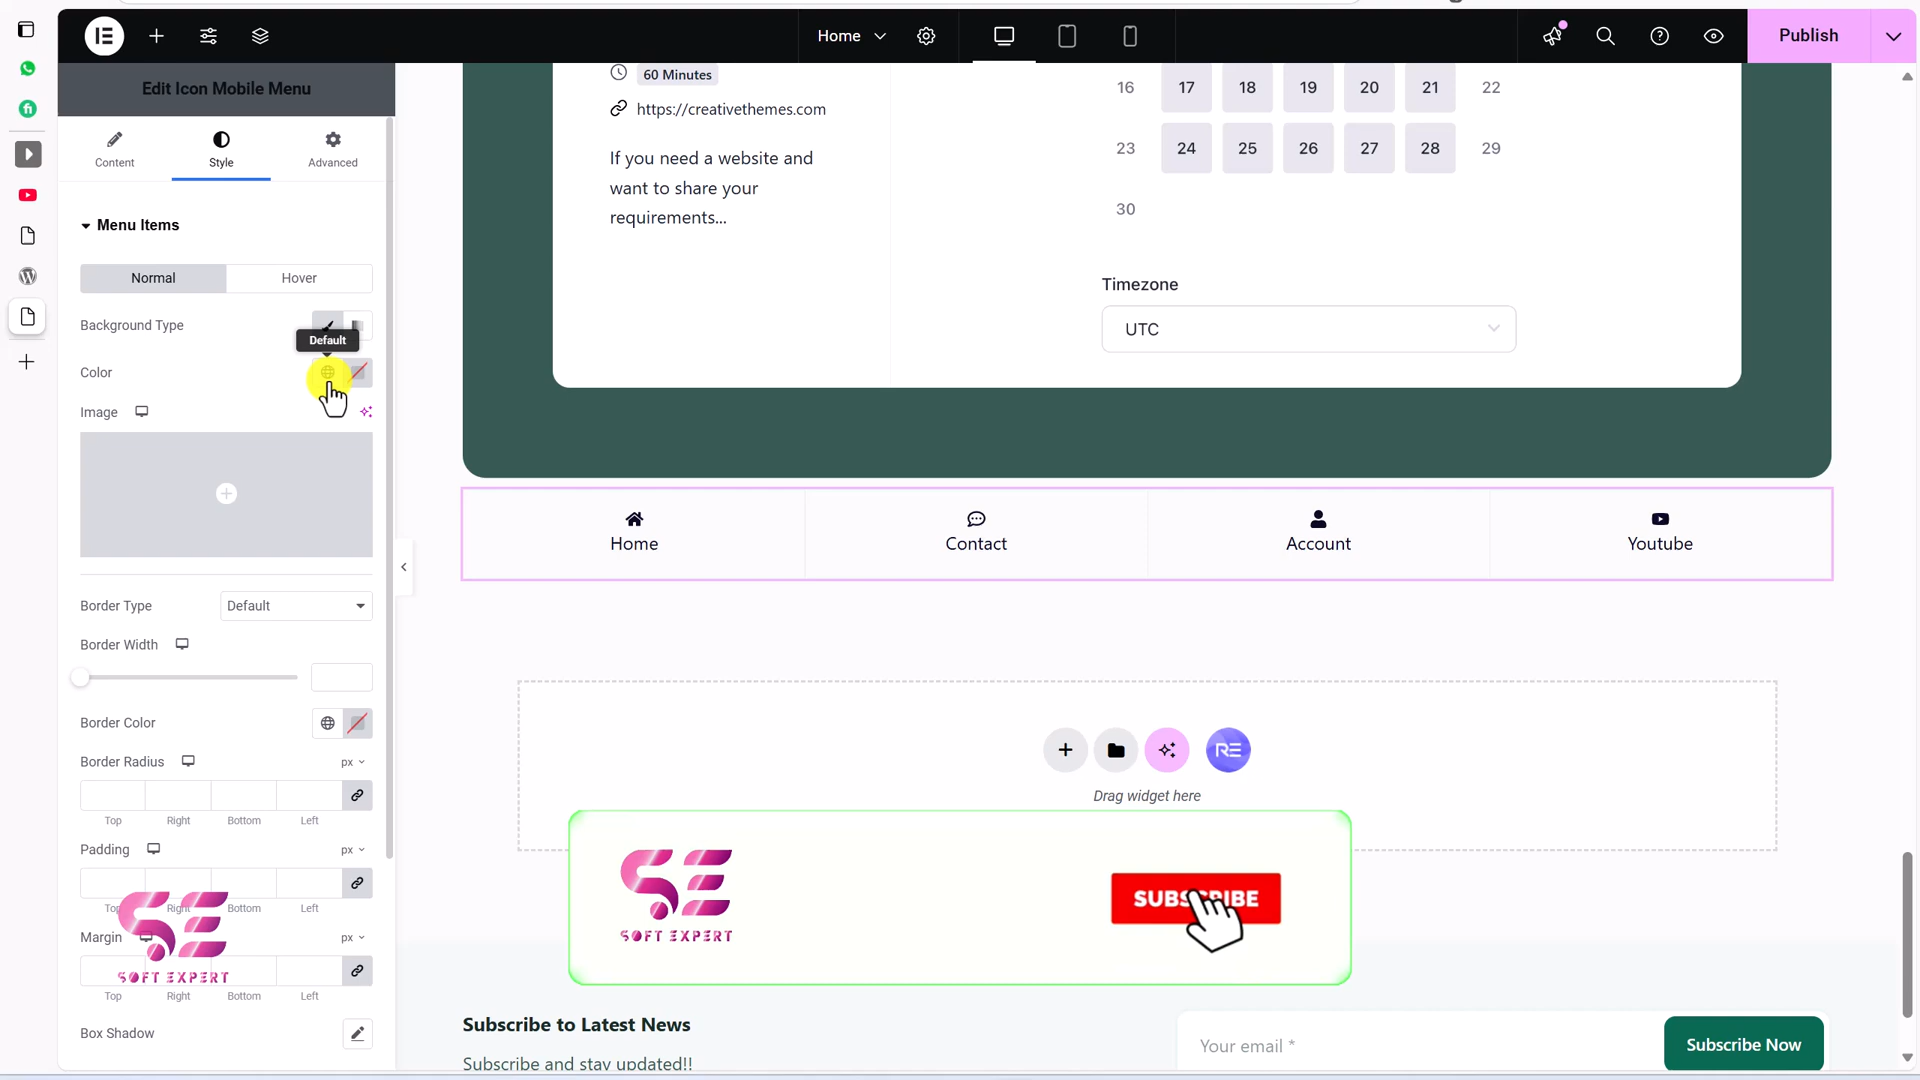 Home
Publish
Edit Icon Mobile Menu
Content
Style
Advanced
Menu Items
Normal
Hover
Background Type
Default
Color
Image
Border Type
Default
Border Width
Border Color
Border Radius
px
Top
Right
Bottom
Left
Padding
px
Top
Right
Bottom
Left
Margin
px
SOFT EXPERT
Top
Right
Bottom
Left
Box Shadow
60 Minutes
https://creativethemes.com
If you need a website and
want to share your
requirements...
16 17 18 19 20 21 22
23 24 25 26 27 28 29
30
Timezone
UTC
Home
Contact
Account
Youtube
RE
Drag widget here
SE
SOFT EXPERT
SUBSCRIBE
Subscribe to Latest News
Subscribe and stay updated!!
Your email *
Subscribe Now